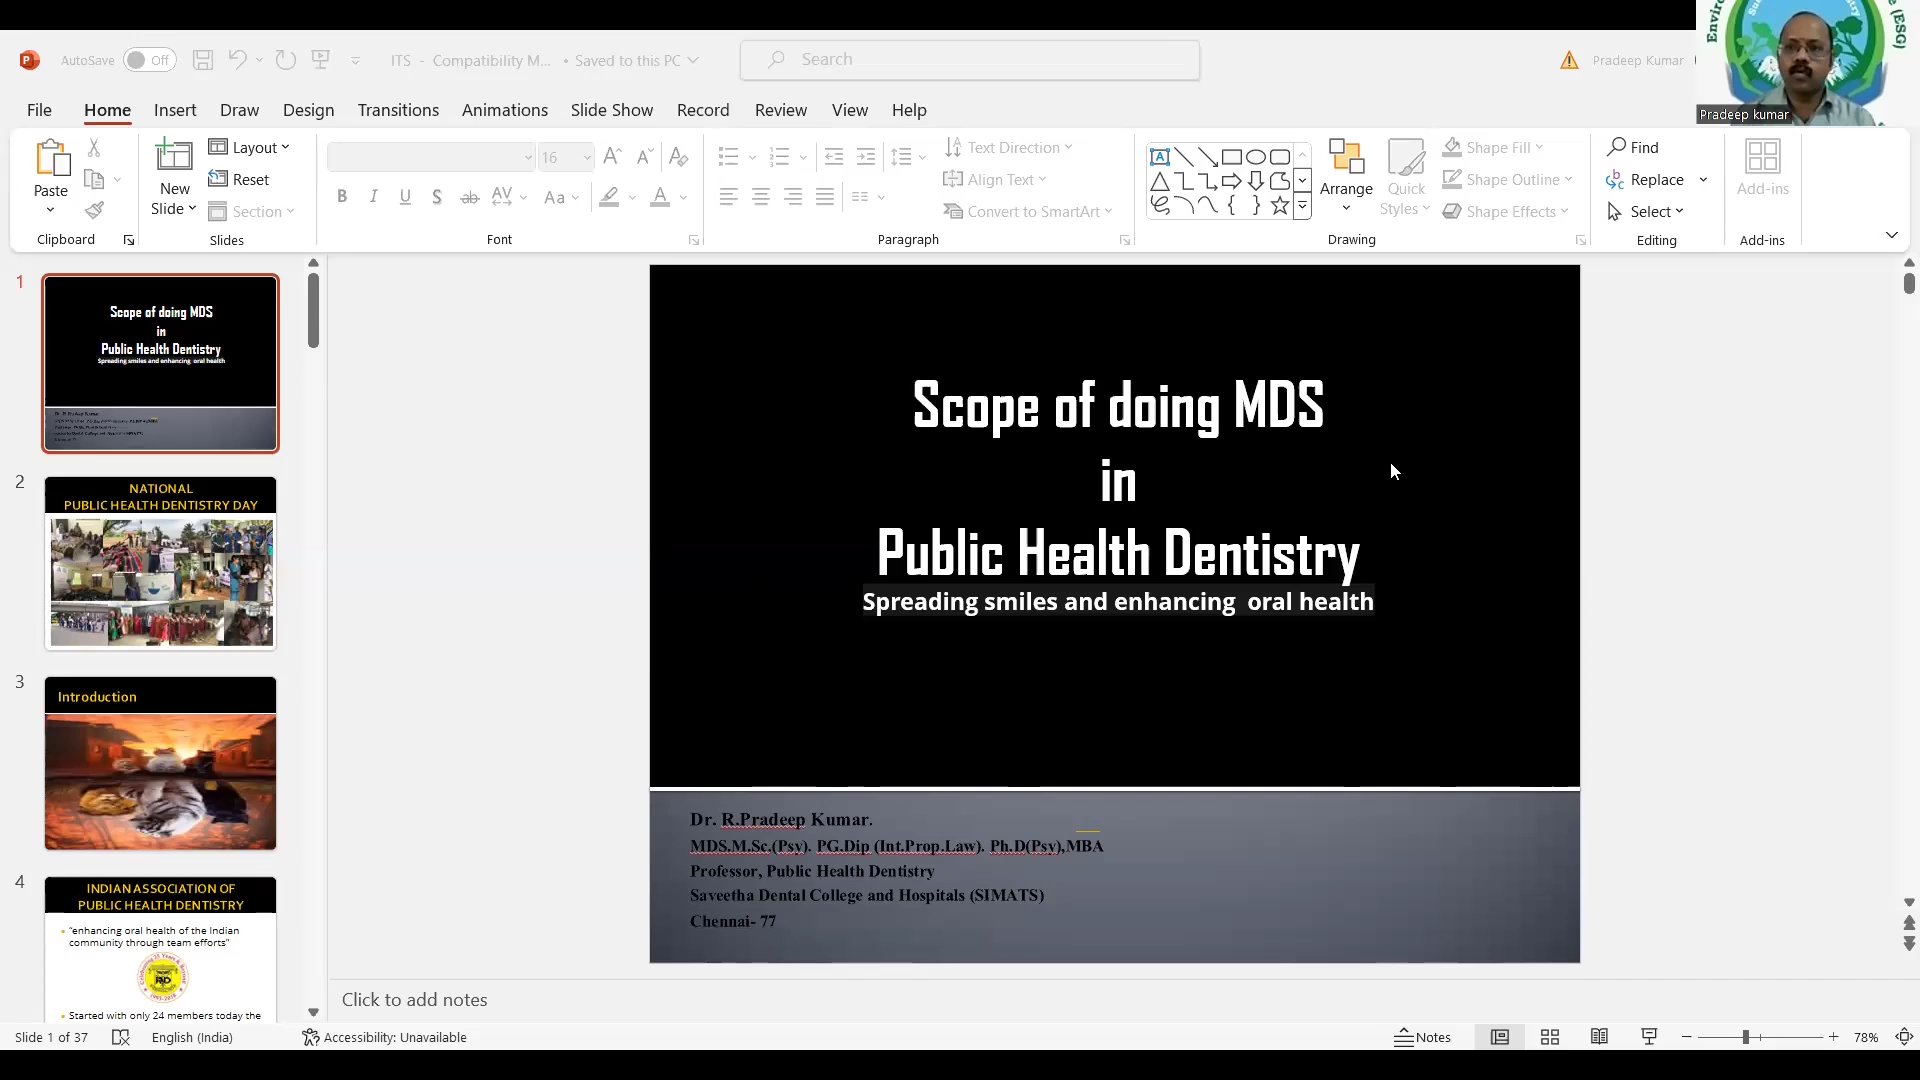 AutoSave Off ITS - Compatibility M... • Saved to this PC Search Pradeep Kumar
Pradeep kumar
File Home Insert Draw Design Transitions Animations Slide Show Record Review View Help
Paste
New
Slide
Layout
Reset
Section
16
Text Direction
Align Text
Convert to SmartArt
Arrange
Quick
Styles
Shape Fill
Shape Outline
Shape Effects
Find
Replace
Select
Add-ins
Clipboard Slides Font Paragraph Drawing Editing Add-ins
1
Scope of doing MDS
in
Public Health Dentistry
Spreading smiles and enhancing oral health
2
NATIONAL
PUBLIC HEALTH DENTISTRY DAY
3
Introduction
4
INDIAN ASSOCIATION OF
PUBLIC HEALTH DENTISTRY
"enhancing oral health of the Indian
community through team efforts"
Started with only 24 members today the
Scope of doing MDS
in
Public Health Dentistry
Spreading smiles and enhancing oral health
Dr. R.Pradeep Kumar.
MDS.M.Sc.(Psy). PG.Dip (Int.Prop.Law). Ph.D(Psy),MBA
Professor, Public Health Dentistry
Saveetha Dental College and Hospitals (SIMATS)
Chennai- 77
Click to add notes
Slide 1 of 37 English (India) Accessibility: Unavailable Notes 78%